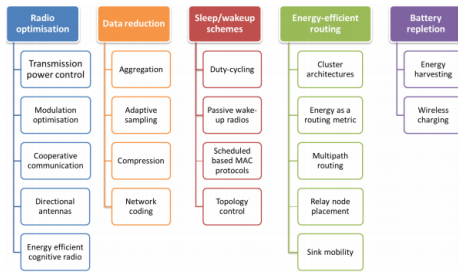 Radio
optimisation
Transmission
power control
Modulation
optimisation
Cooperative
communication
Directional
antennas
Energy efficient
cognitive radio
Data reduction
Aggregation
Adaptive
sampling
Compression
Network
coding
Sleep/wakeup
schemes
Duty-cycling
Passive wake-
up radios
Scheduled
based MAC
protocols
Topology
control
Energy-efficient
routing
Cluster
architectures
Energy as a
routing metric
Multipath
routing
Relay node
placement
Sink mobility
Battery
repletion
Energy
harvesting
Wireless
charging